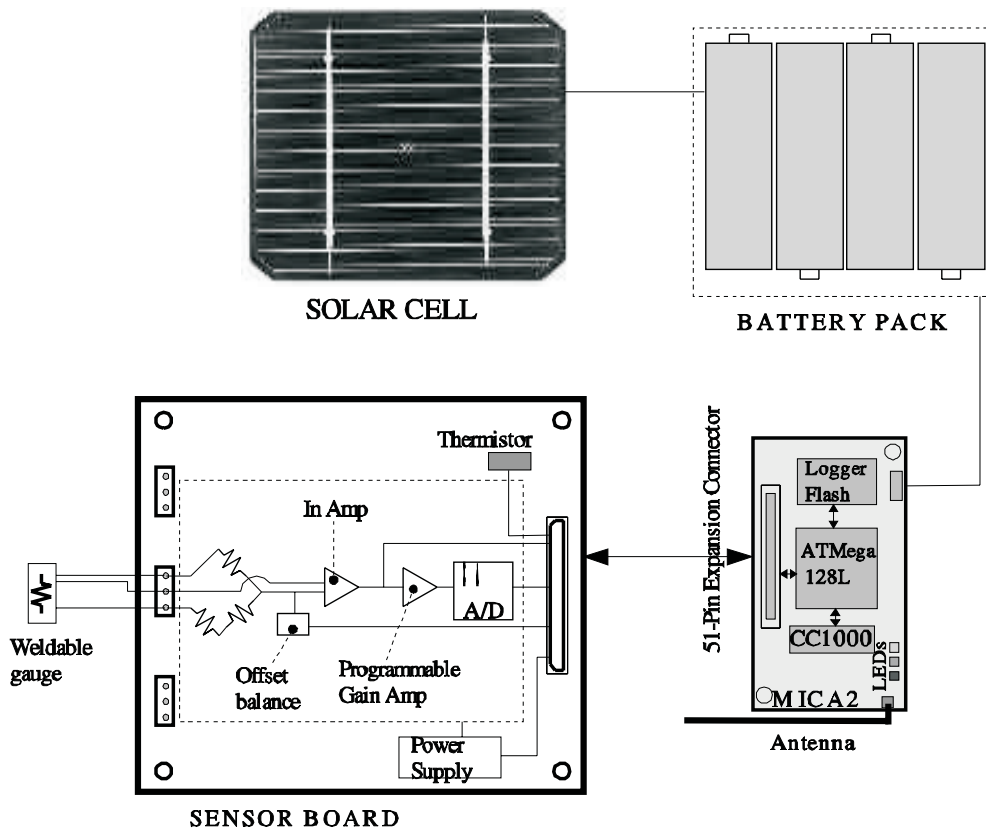 SOLAR CELL
BATTERY PACK
Thermistor
51-Pin Expansion Connector
Logger
Flash
In Amp
ATMega
128L
A/D
CC1000
Weldable
gauge
Offset
balance
Programmable
Gain Amp
LEDs
MICA2
Power
Supply
Antenna
SENSOR BOARD